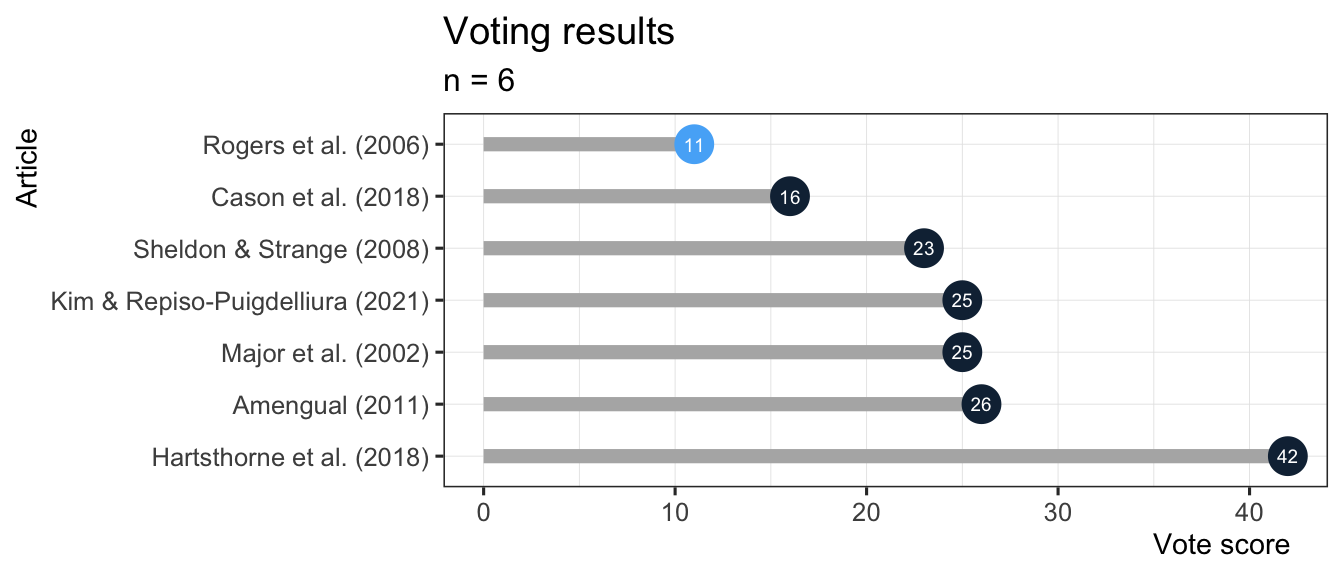 Voting results
n = 6
Article
Rogers et al. (2006)
11
Cason et al. (2018)
16
Sheldon & Strange (2008)
23
Kim & Repiso-Puigdelliura (2021)
25
Major et al. (2002)
25
Amengual (2011)
26
Hartsthorne et al. (2018)
42
0 10 20 30 40
Vote score